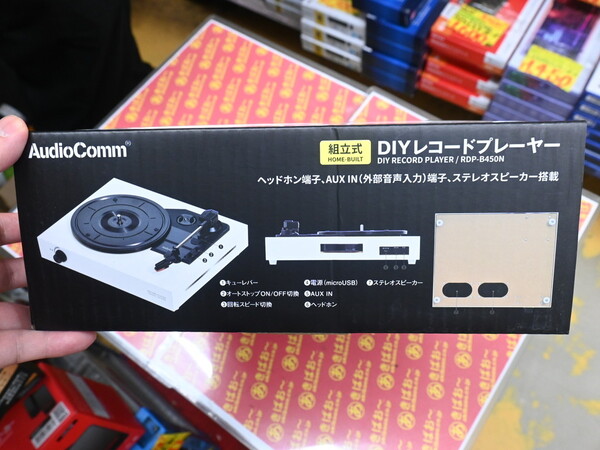 AudioComm®
組立式
HOME-BUILT
DIYレコードプレーヤー
DIY RECORD PLAYER / RDP-B450N
ヘッドホン端子、AUX IN（外部音声入力）端子、ステレオスピーカー搭載
①キューレバー
②オートストップON/OFF切換
③回転スピード切換
④電源（microUSB）
⑤AUX IN
⑥ヘッドホン
⑦ステレオスピーカー
あきばお〜